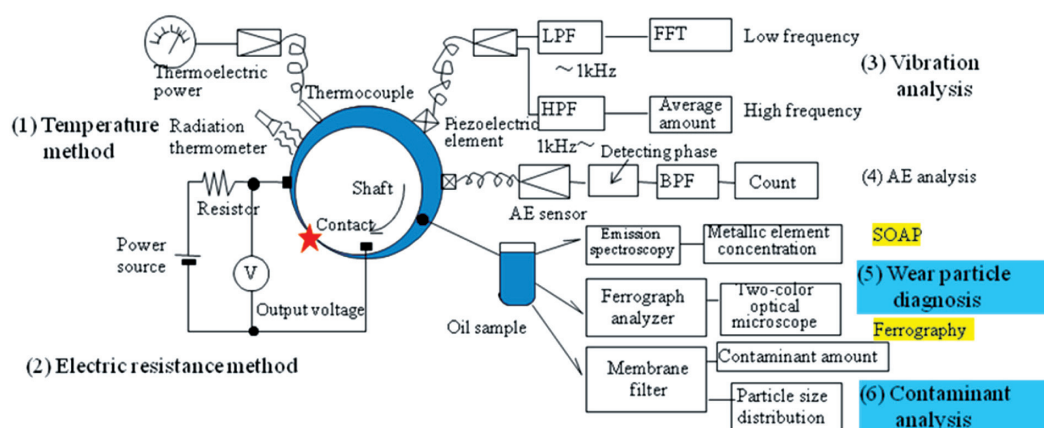 Thermoelectric
power
Thermocouple
(1) Temperature
method
Radiation
thermometer
Piezoelectric
element
LPF
FFT
Low frequency
~1kHz
HPF
Average
amount
High frequency
1kHz~
(3) Vibration
analysis
Detecting phase
BPF
Count
AE sensor
(4) AE analysis
Resistor
Shaft
Contact
Power
source
V
Output voltage
(2) Electric resistance method
Oil sample
Emission
spectroscopy
Metallic element
concentration
SOAP
Ferrograph
analyzer
Two-color
optical
microscope
(5) Wear particle
diagnosis
Ferrography
Membrane
filter
Contaminant amount
Particle size
distribution
(6) Contaminant
analysis